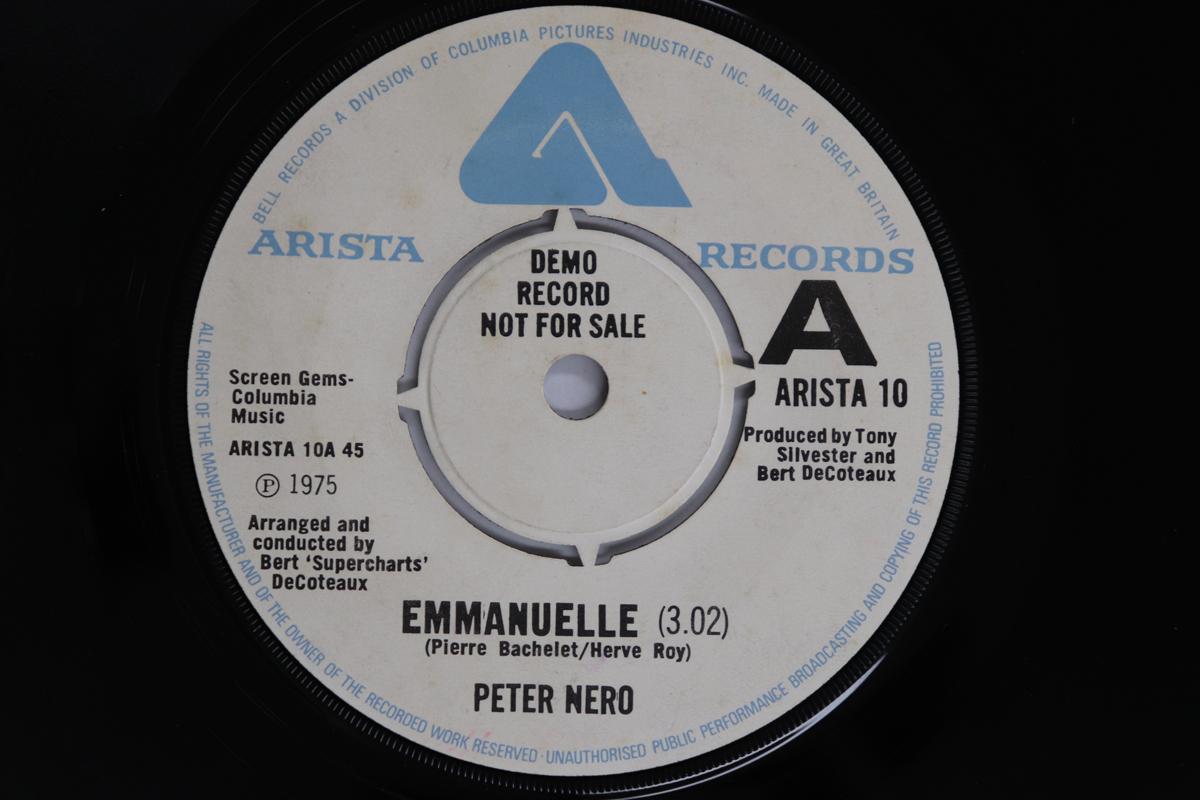 BELL RECORDS A DIVISION OF COLUMBIA PICTURES INDUSTRIES INC. MADE IN GREAT BRITAIN
ARISTA RECORDS
DEMO
RECORD
NOT FOR SALE
A
ARISTA 10
Produced by Tony
Silvester and
Bert DeCoteaux
Screen Gems-
Columbia
Music
ARISTA 10A 45
℗ 1975
Arranged and
conducted by
Bert ‘Supercharts’
DeCoteaux
EMMANUELLE (3.02)
(Pierre Bachelet/Herve Roy)
PETER NERO
ALL RIGHTS OF THE MANUFACTURER AND OF THE OWNER OF THE RECORDED WORK RESERVED · UNAUTHORISED PUBLIC PERFORMANCE BROADCASTING AND COPYING OF THIS RECORD PROHIBITED